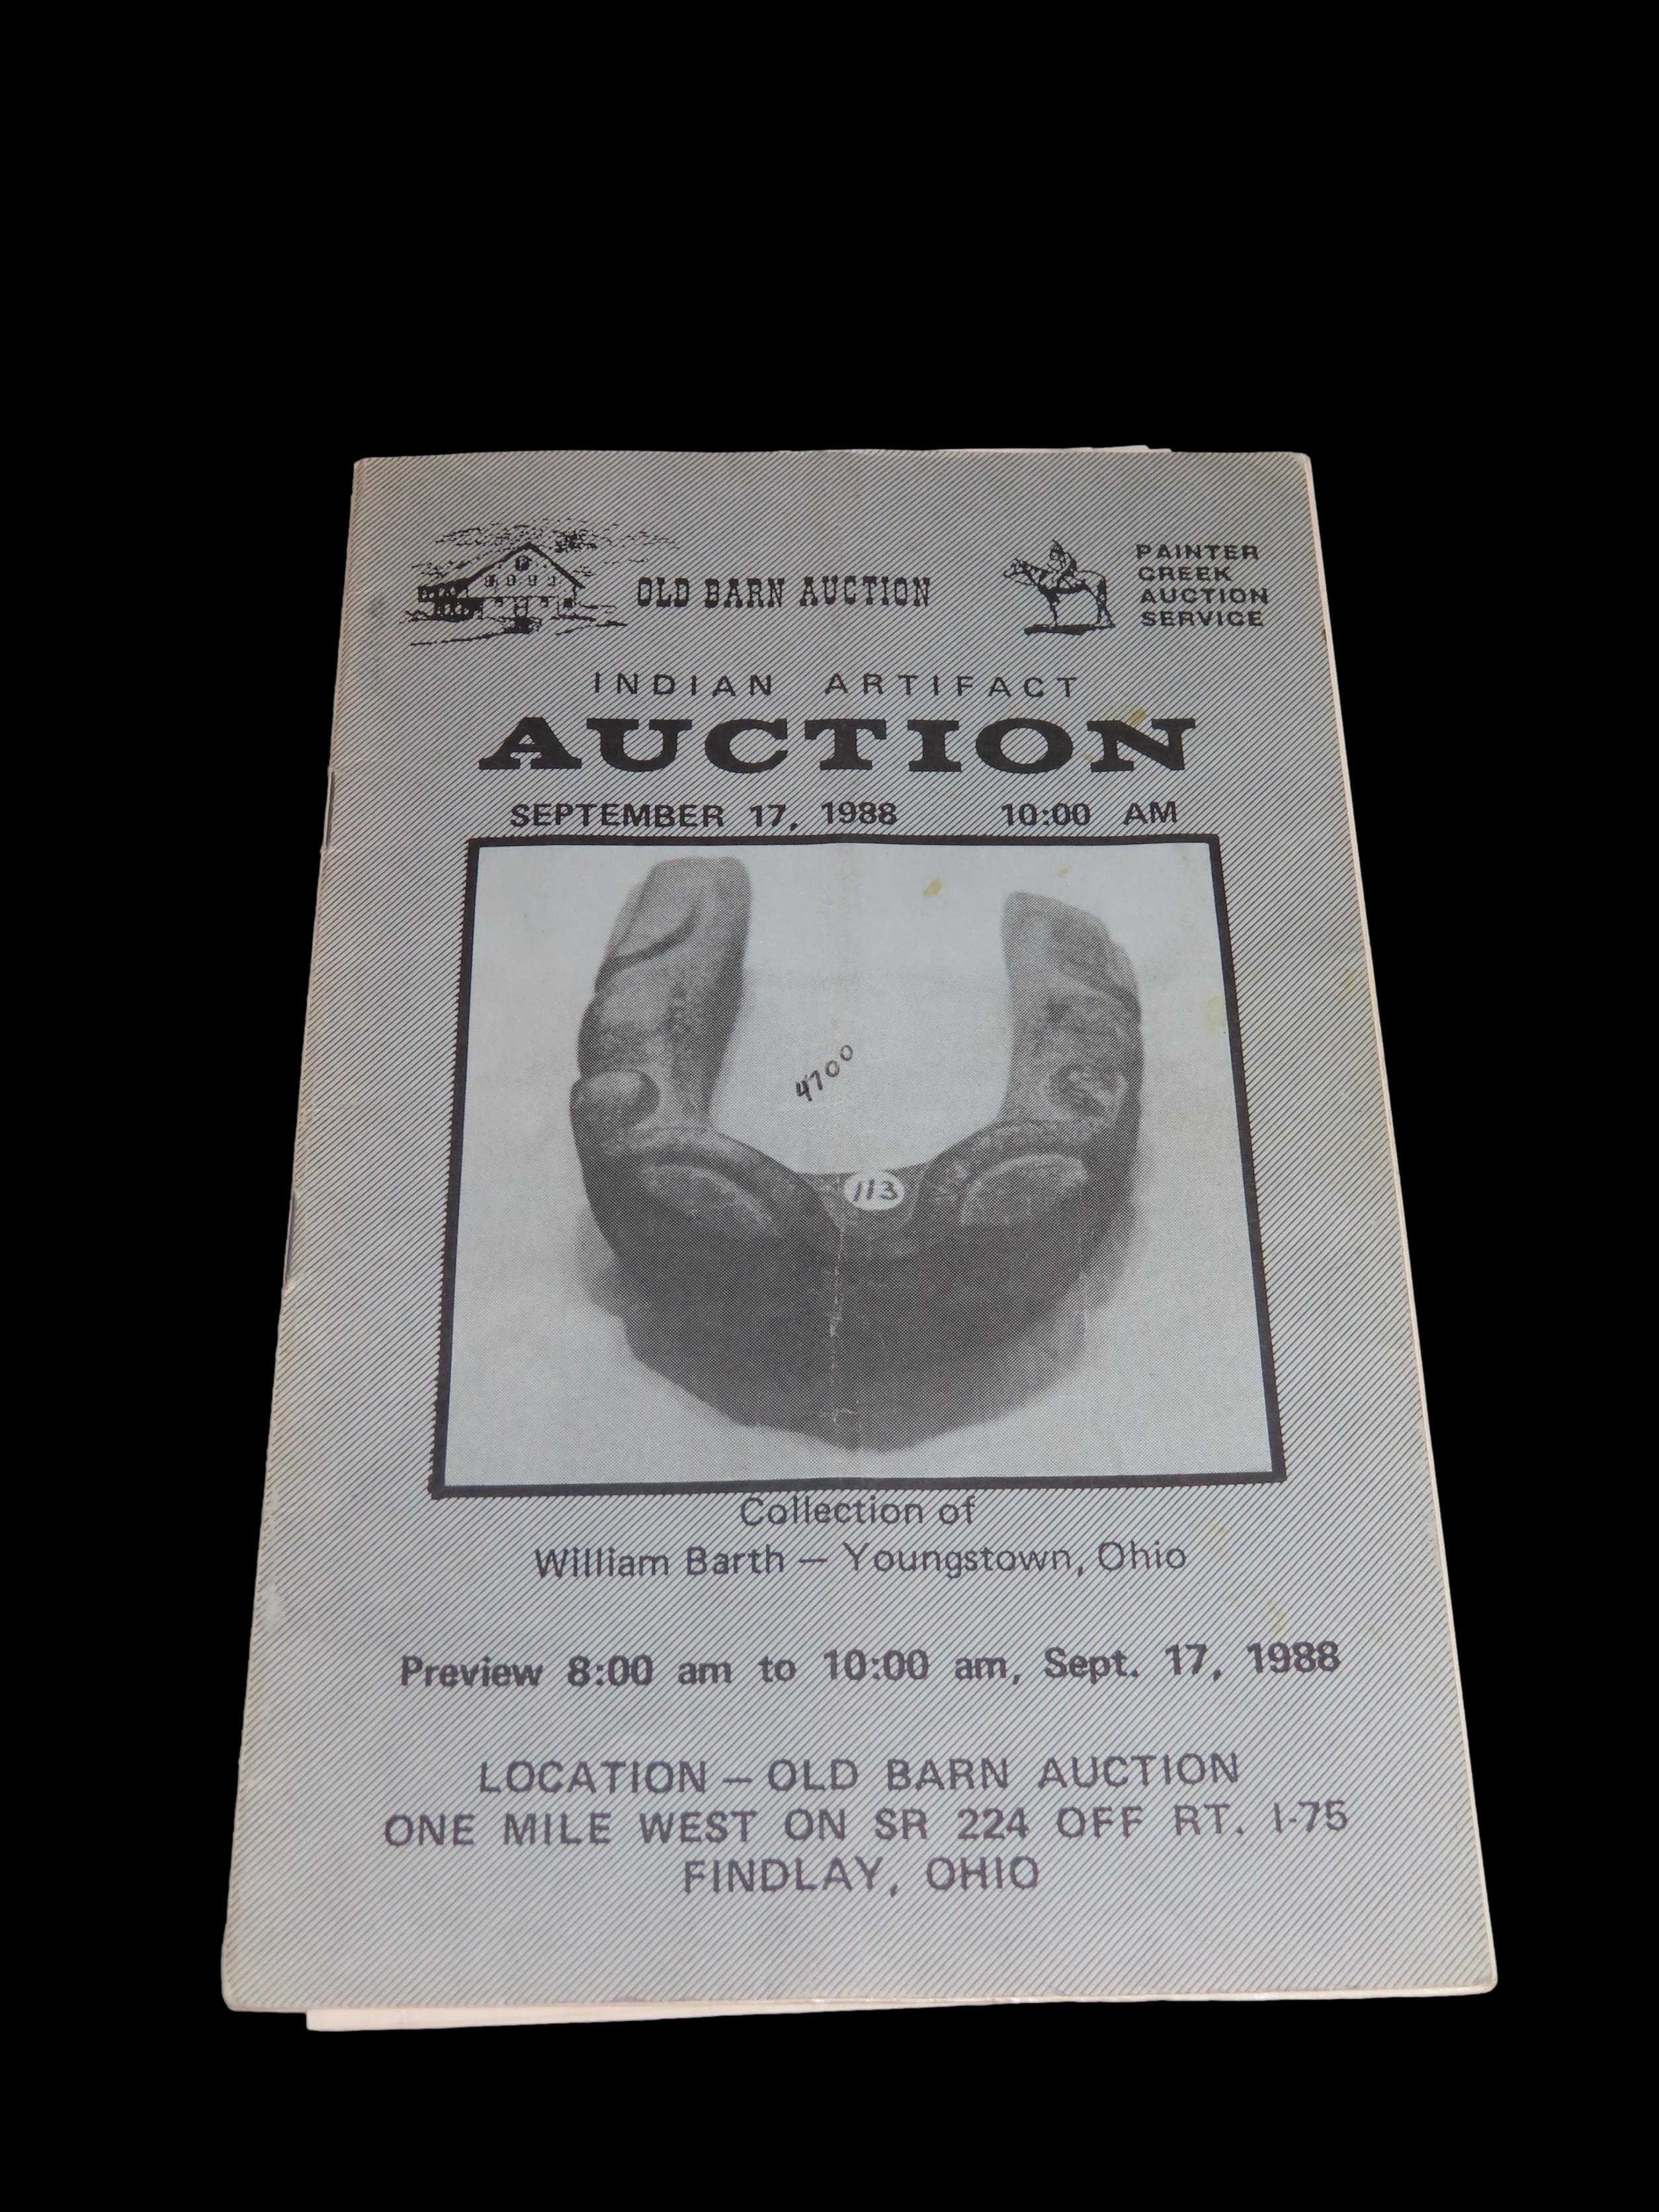 OLD BARN AUCTION
PAINTER
CREEK
AUCTION
SERVICE
INDIAN ARTIFACT
AUCTION
SEPTEMBER 17, 1988 10:00 AM
4700
113
Collection of
William Barth — Youngstown, Ohio
Preview 8:00 am to 10:00 am, Sept. 17, 1988
LOCATION — OLD BARN AUCTION
ONE MILE WEST ON SR 224 OFF RT. I-75
FINDLAY, OHIO